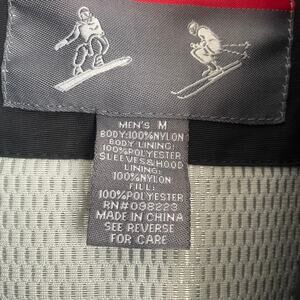 MEN'S M
BODY:100%NYLON
BODY LINING:
100%POLYESTER
SLEEVES&HOOD
LINING:
100%NYLON
FILL:
100%POLYESTER
RN#098223
MADE IN CHINA
SEE REVERSE
FOR CARE